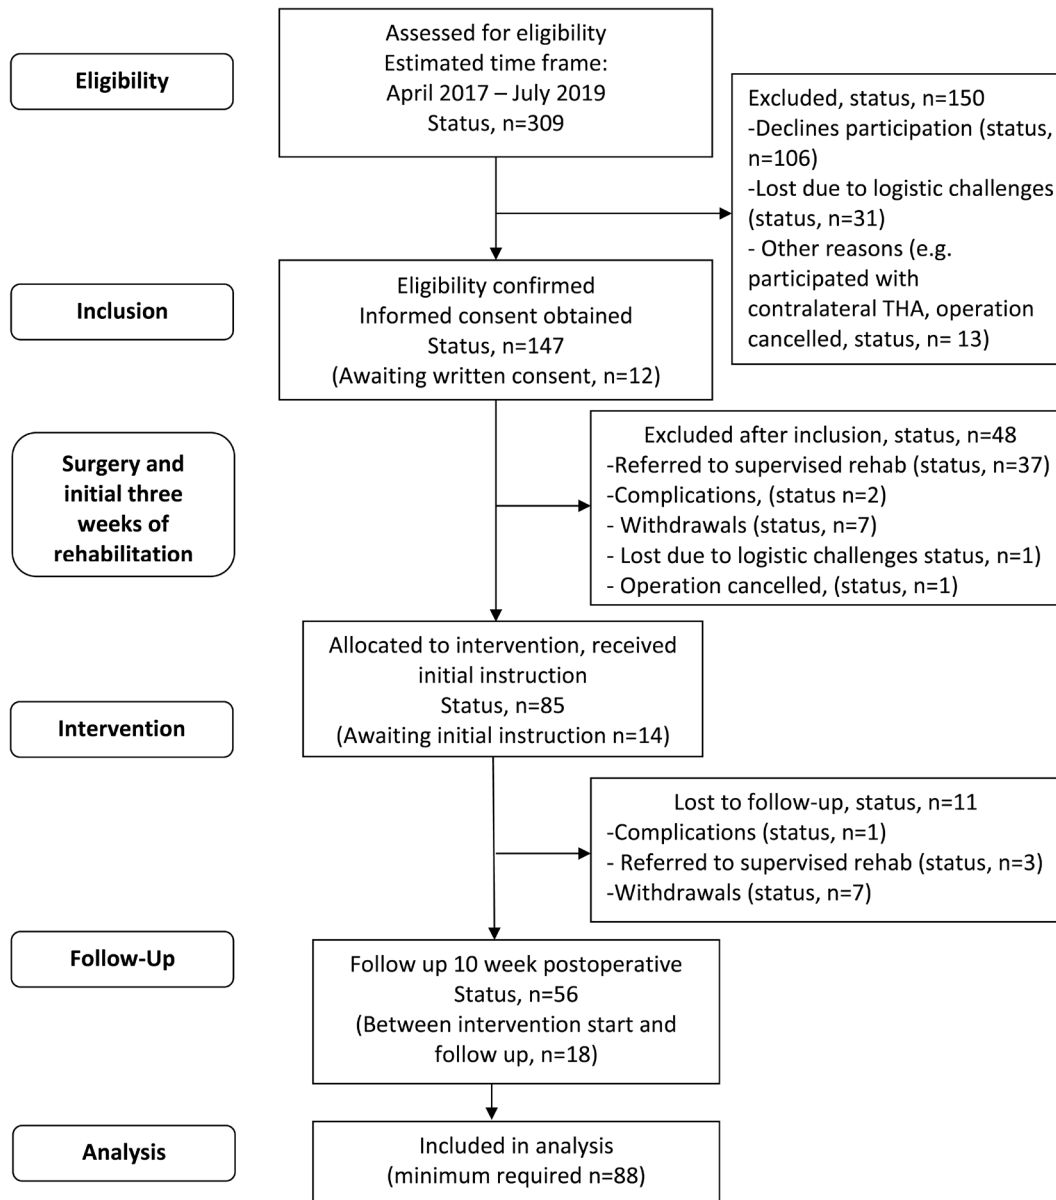 Eligibility
Assessed for eligibility
Estimated time frame:
April 2017 – July 2019
Status, n=309
Excluded, status, n=150
-Declines participation (status,
n=106)
-Lost due to logistic challenges
(status, n=31)
- Other reasons (e.g.
participated with
contralateral THA, operation
cancelled, status, n= 13)
Inclusion
Eligibility confirmed
Informed consent obtained
Status, n=147
(Awaiting written consent, n=12)
Surgery and
initial three
weeks of
rehabilitation
Excluded after inclusion, status, n=48
-Referred to supervised rehab (status, n=37)
-Complications, (status n=2)
- Withdrawals (status, n=7)
- Lost due to logistic challenges status, n=1)
- Operation cancelled, (status, n=1)
Intervention
Allocated to intervention, received
initial instruction
Status, n=85
(Awaiting initial instruction n=14)
Lost to follow-up, status, n=11
-Complications (status, n=1)
- Referred to supervised rehab (status, n=3)
-Withdrawals (status, n=7)
Follow-Up
Follow up 10 week postoperative
Status, n=56
(Between intervention start and
follow up, n=18)
Analysis
Included in analysis
(minimum required n=88)